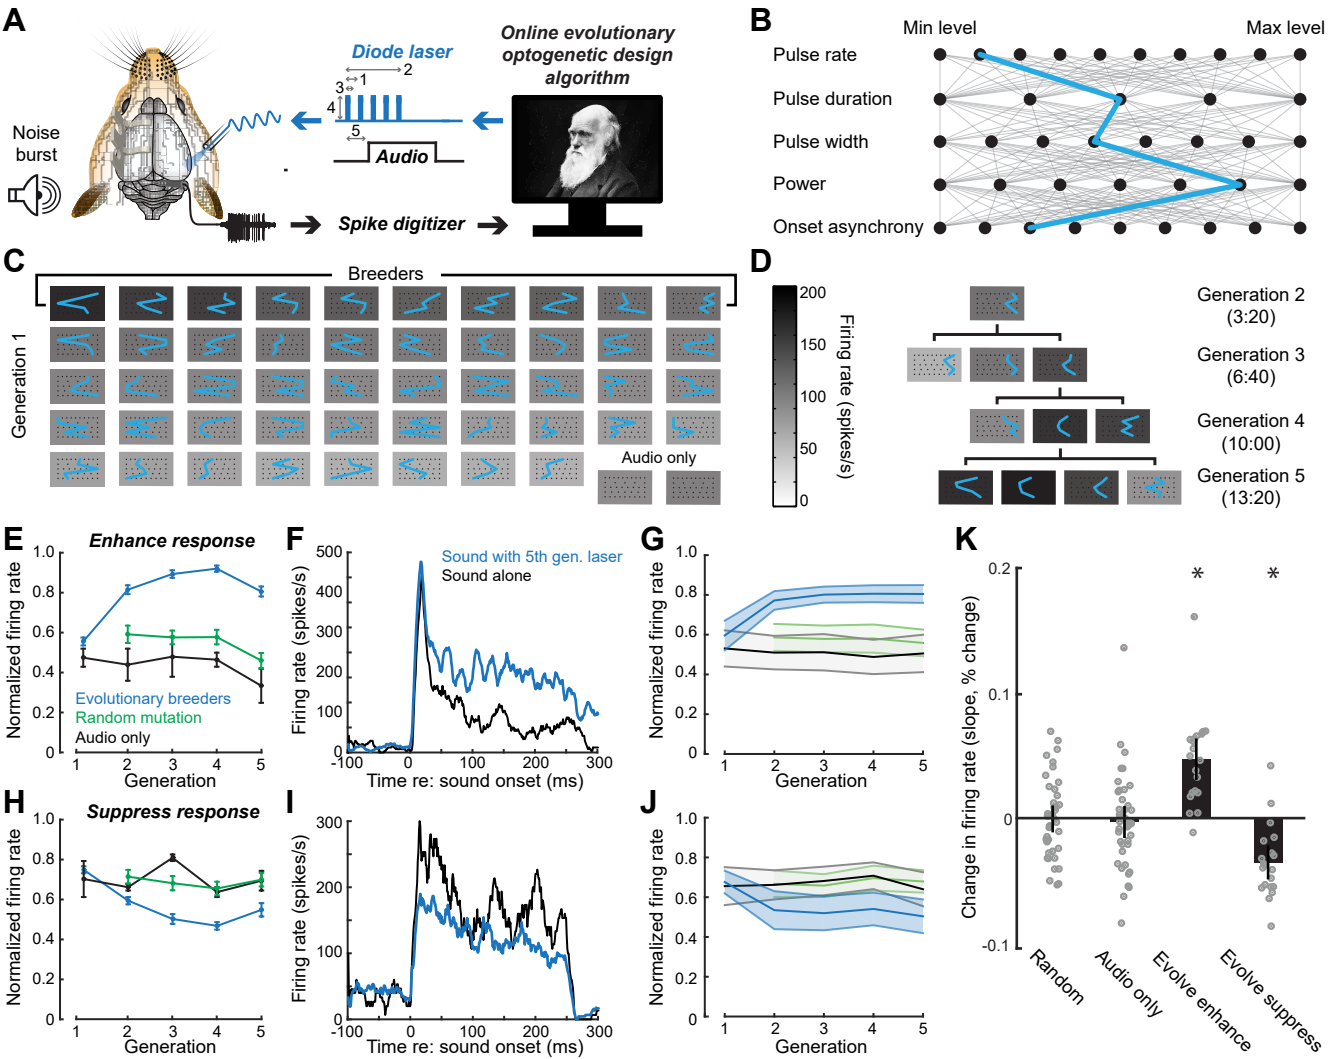 A
Noise
burst
Diode laser
2
1
3
4
5
Audio
Spike digitizer
Online evolutionary
optogenetic design
algorithm
B
Min level
Max level
Pulse rate
Pulse duration
Pulse width
Power
Onset asynchrony
C
Breeders
Generation 1
Audio only
200
150
100
50
0
Firing rate (spikes/s)
D
Generation 2
(3:20)
Generation 3
(6:40)
Generation 4
(10:00)
Generation 5
(13:20)
E
Enhance response
Normalized firing rate
1.0
0.8
0.6
0.4
0.2
0
Evolutionary breeders
Random mutation
Audio only
1
2
3
4
5
Generation
F
Firing rate (spikes/s)
500
400
300
200
100
0
Sound with 5th gen. laser
Sound alone
-100
0
100
200
300
Time re: sound onset (ms)
G
Normalized firing rate
1.0
0.8
0.6
0.4
0.2
0
1
2
3
4
5
Generation
H
Suppress response
Normalized firing rate
1.0
0.8
0.6
0.4
0.2
0
1
2
3
4
5
Generation
I
Firing rate (spikes/s)
300
200
100
0
-100
0
100
200
300
Time re: sound onset (ms)
J
Normalized firing rate
1.0
0.8
0.6
0.4
0.2
0
1
2
3
4
5
Generation
K
Change in firing rate (slope, % change)
0.2
0.1
0
-0.1
*
*
Random
Audio only
Evolve enhance
Evolve suppress